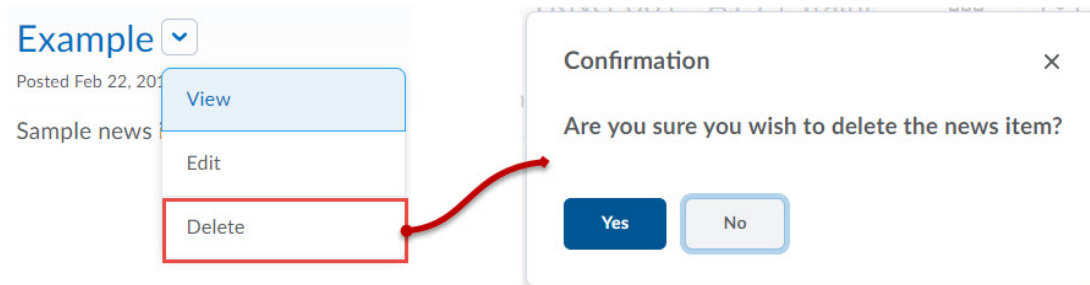 Example
Posted Feb 22, 201
Sample news
View
Edit
Delete
Confirmation
Are you sure you wish to delete the news item?
Yes
No